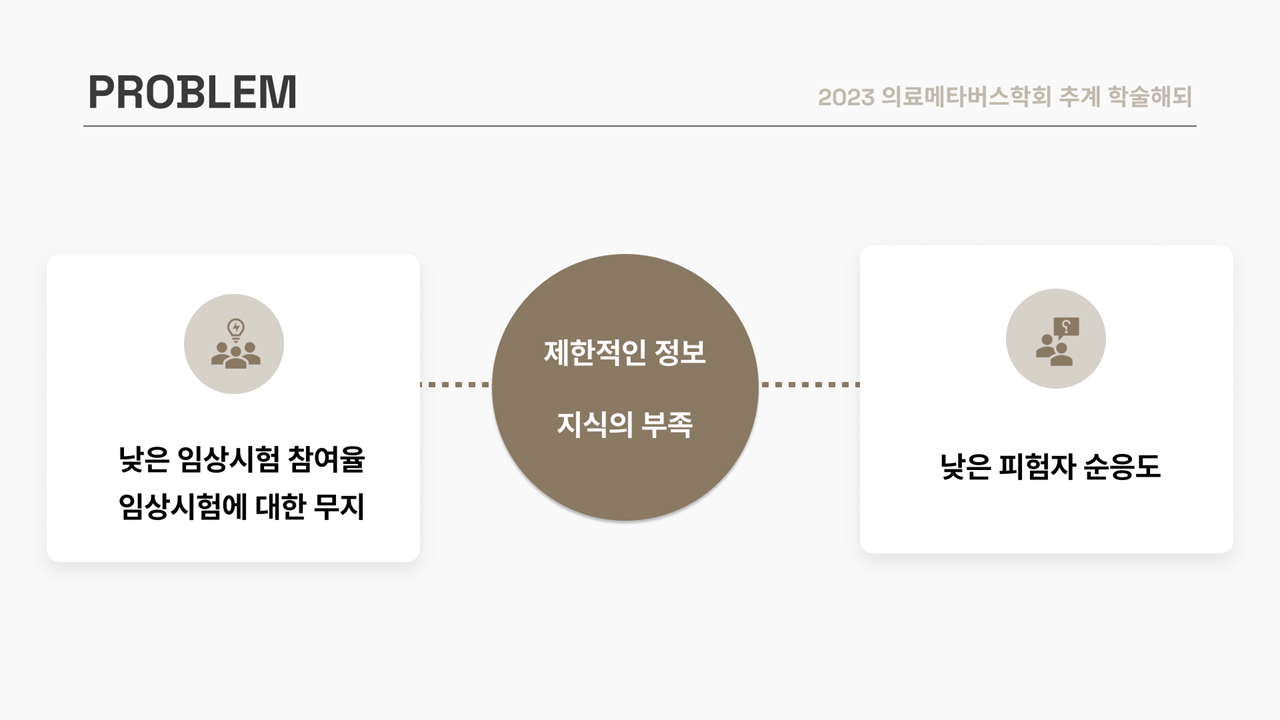 PROBLEM
2023 의료메타버스학회 추계 학술해되
낮은 임상시험 참여율
임상시험에 대한 무지
제한적인 정보
지식의 부족
낮은 피험자 순응도